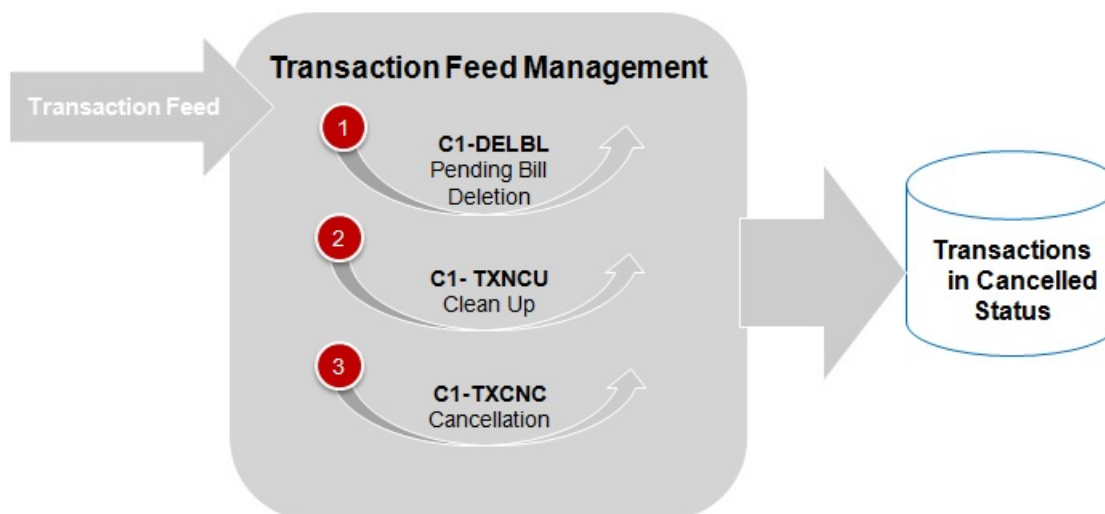 Transaction Feed Management
Transaction Feed
1
C1-DELBL
Pending Bill
Deletion
2
C1- TXNCU
Clean Up
3
C1-TXCNC
Cancellation
Transactions
in Cancelled
Status